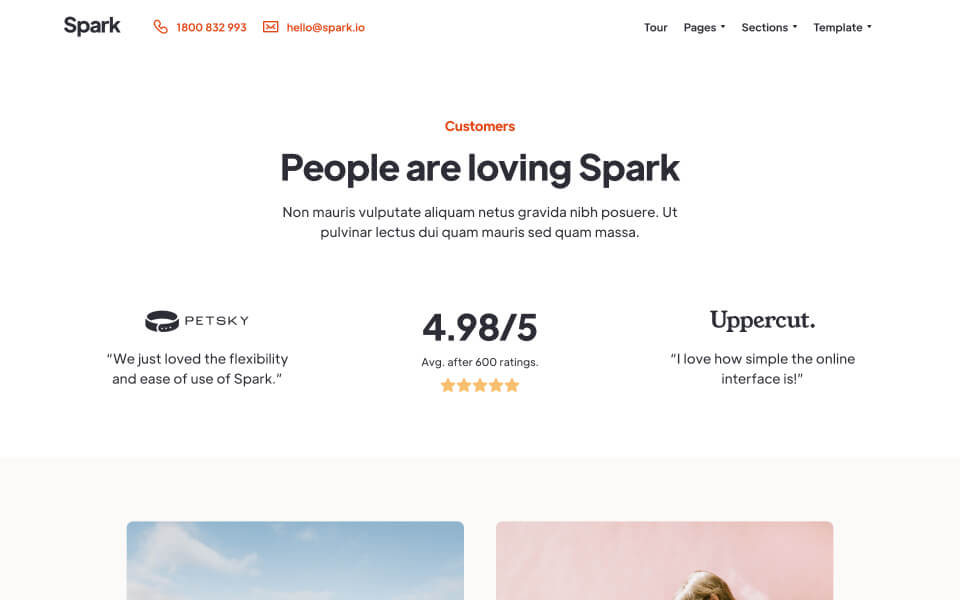 Spark
1800 832 993
hello@spark.io
Tour
Pages
Sections
Template
Customers
People are loving Spark
Non mauris vulputate aliquam netus gravida nibh posuere. Ut
pulvinar lectus dui quam mauris sed quam massa.
PETSKY
“We just loved the flexibility
and ease of use of Spark.”
4.98/5
Avg. after 600 ratings.
Uppercut.
“I love how simple the online
interface is!”